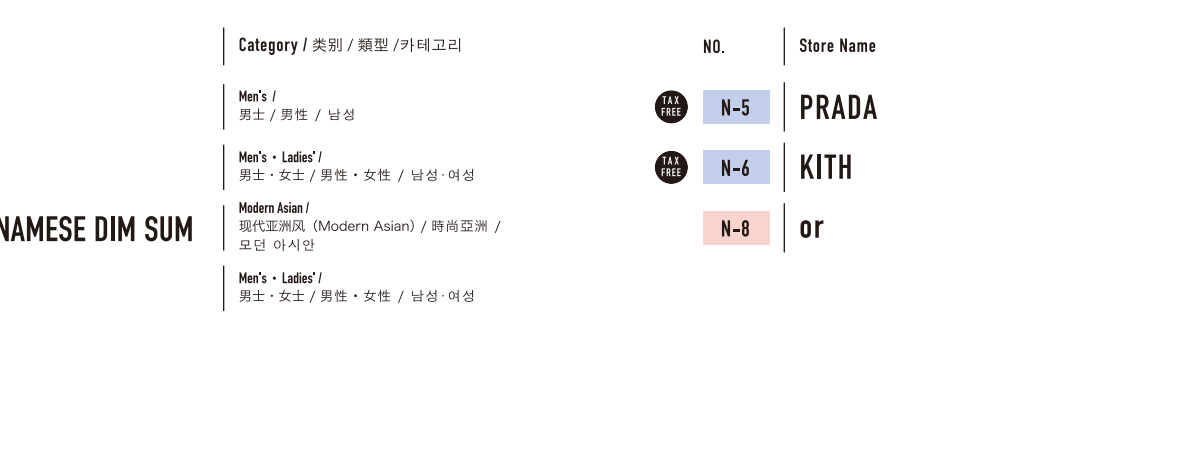 Category / 类别 / 類型 /카테고리
Men's /
男士 / 男性 / 남성
Men's・Ladies' /
男士・女士 / 男性・女性 / 남성·여성
NAMESE DIM SUM
Modern Asian /
现代亚洲风（Modern Asian）/ 時尚亞洲 /
모던 아시안
Men's・Ladies' /
男士・女士 / 男性・女性 / 남성·여성
NO.
Store Name
TAX
FREE
N-5
PRADA
TAX
FREE
N-6
KITH
N-8
or